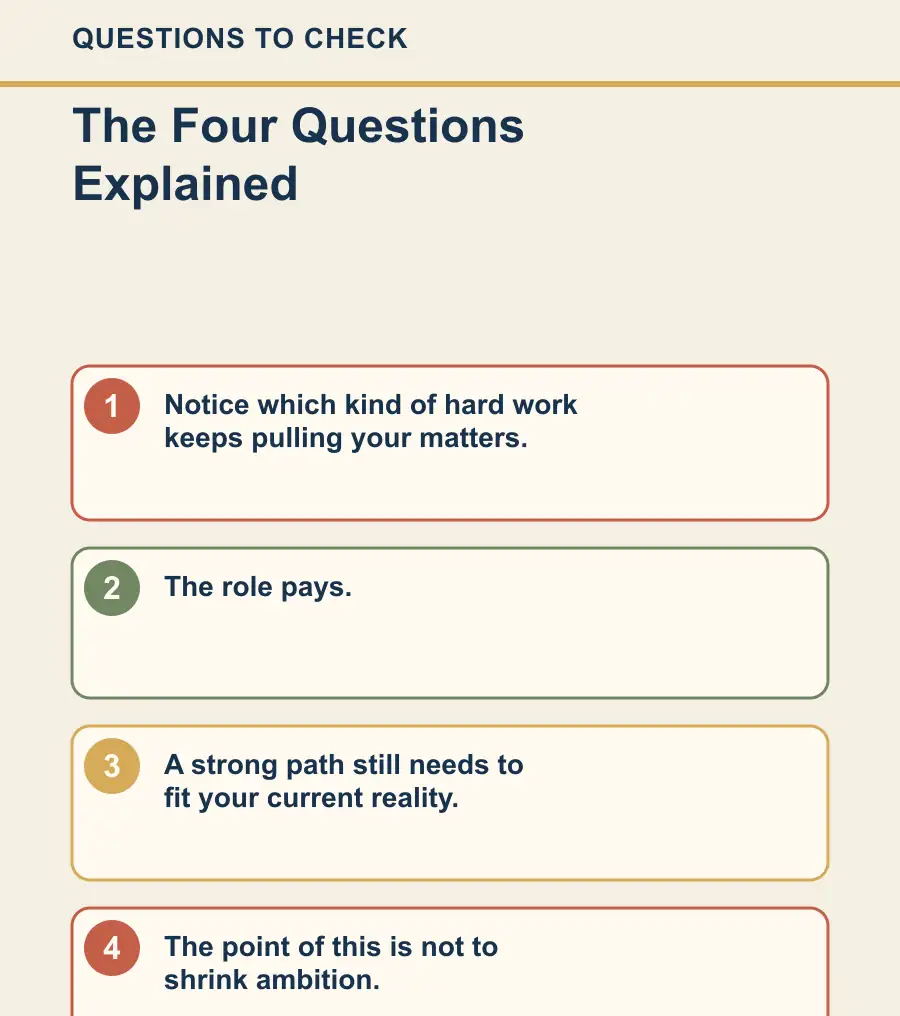 QUESTIONS TO CHECK
The Four Questions
Explained
1
Notice which kind of hard work
keeps pulling your matters.
2
The role pays.
3
A strong path still needs to
fit your current reality.
4
The point of this is not to
shrink ambition.